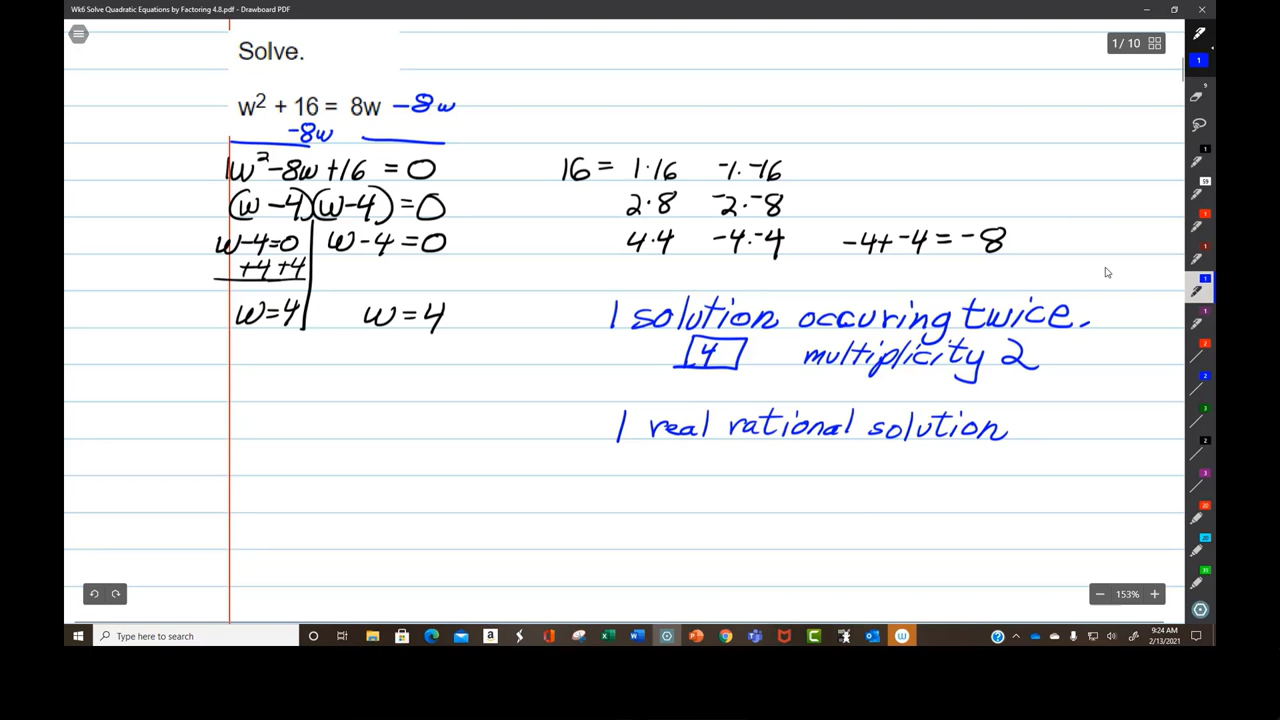 Wk6 Solve Quadratic Equations by Factoring 4.8.pdf - Drawboard PDF
1 / 10
Solve.
w² + 16 = 8w -8w
-8w
1w² -8w +16 = 0
(w -4)(w -4) = 0
w-4=0 w-4=0
+4 +4
w=4 w=4
16 = 1·16 -1·-16
2·8 -2·-8
4·4 -4·-4 -4+ -4 = -8
1 solution occuring twice.
4 multiplicity 2
1 real rational solution
153%
Type here to search
9:24 AM
2/13/2021